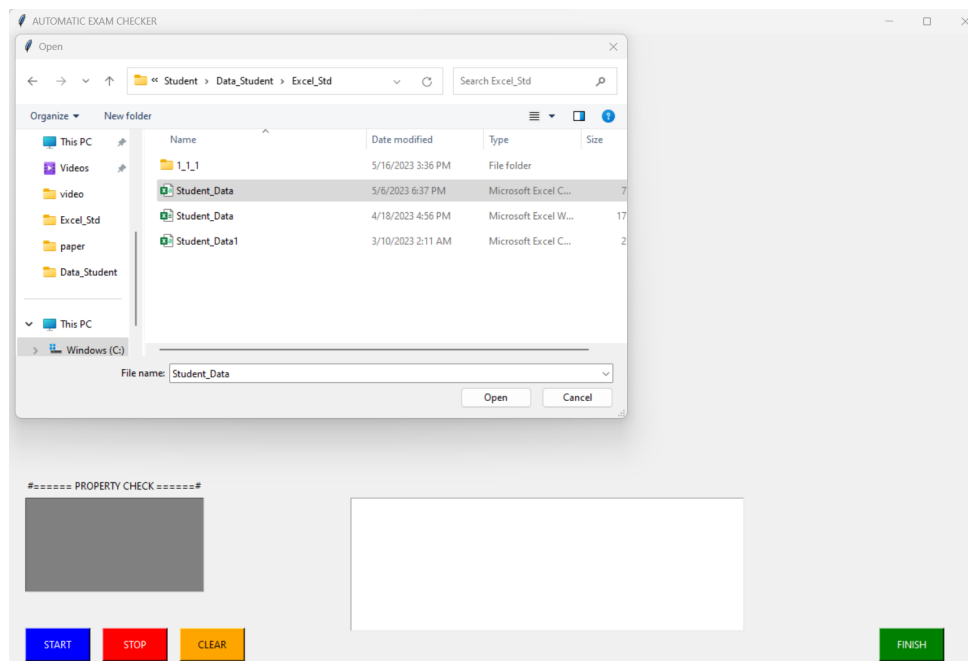 AUTOMATIC EXAM CHECKER
Open
« Student > Data_Student > Excel_Std
Search Excel_Std
Organize
New folder
?
Name Date modified Type Size
This PC
Videos
video
Excel_Std
paper
Data_Student
This PC
Windows (C:)
1_1_1 5/16/2023 3:36 PM File folder
Student_Data 5/6/2023 6:37 PM Microsoft Excel C... 7
Student_Data 4/18/2023 4:56 PM Microsoft Excel W... 17
Student_Data1 3/10/2023 2:11 AM Microsoft Excel C... 2
File name: Student_Data
Open Cancel
#====== PROPERTY CHECK ======#
START STOP CLEAR FINISH